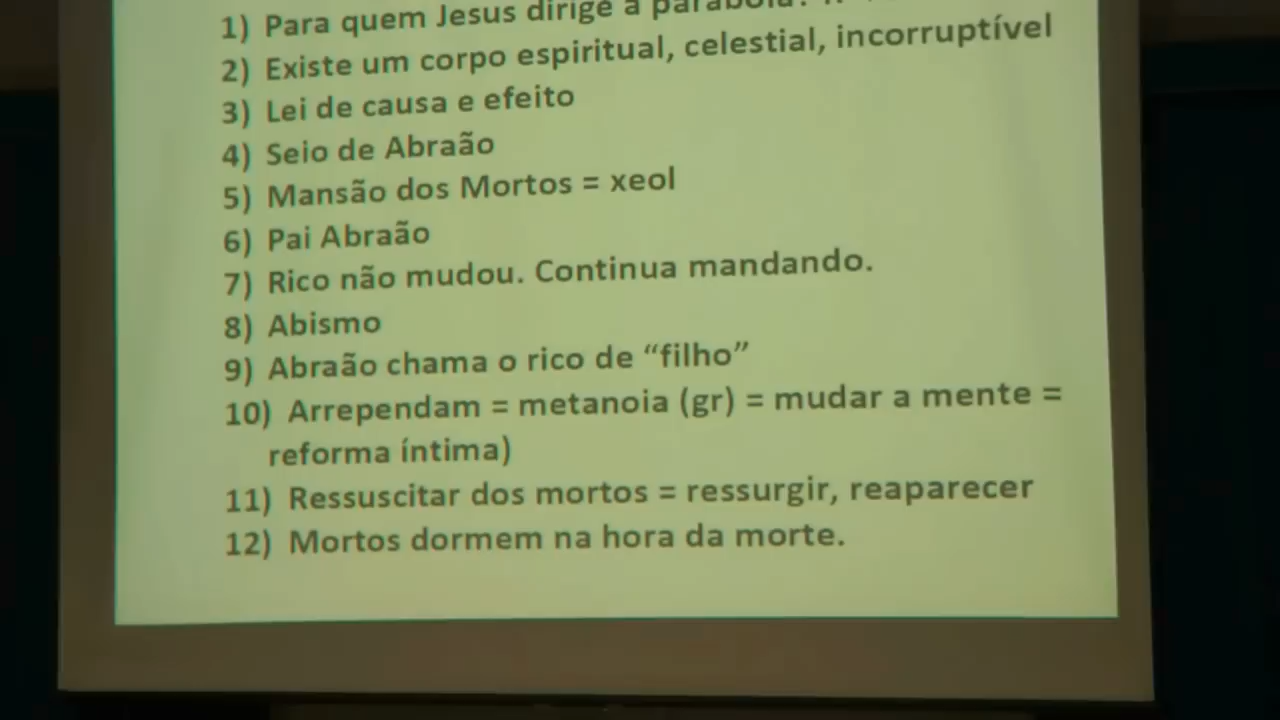 1) Para quem Jesus dirige a parábola?
2) Existe um corpo espiritual, celestial, incorruptível
3) Lei de causa e efeito
4) Seio de Abraão
5) Mansão dos Mortos = xeol
6) Pai Abraão
7) Rico não mudou. Continua mandando.
8) Abismo
9) Abraão chama o rico de “filho”
10) Arrependam = metanoia (gr) = mudar a mente =
reforma íntima)
11) Ressuscitar dos mortos = ressurgir, reaparecer
12) Mortos dormem na hora da morte.